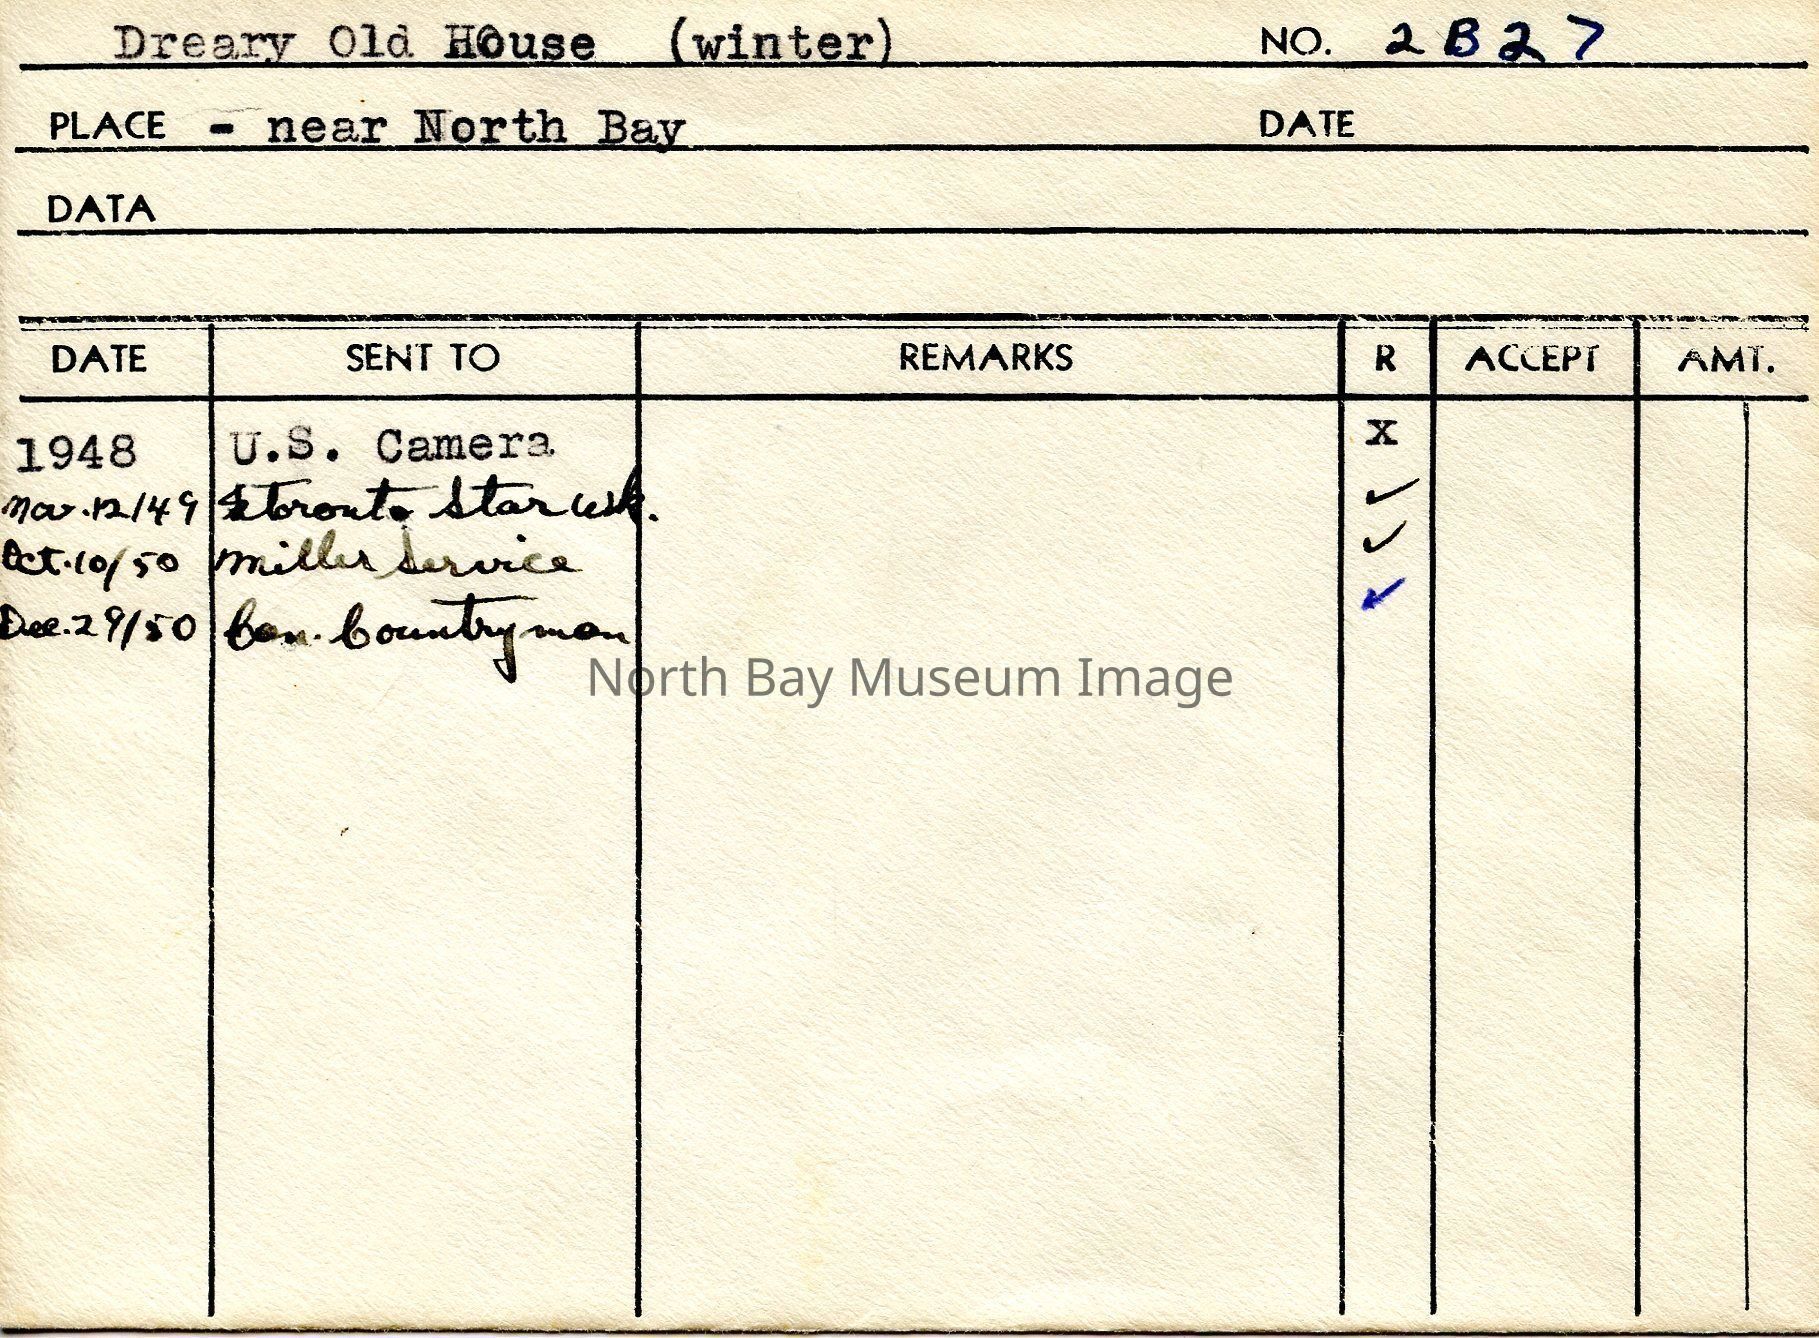 Dreary Old House (winter) NO. 2B27
PLACE - near North Bay DATE
DATA
DATE SENT TO REMARKS R ACCEPT AMT.
1948 U.S. Camera x
Nov.12/49 Toronto Star Wk. ✓
Oct.10/50 Miller Service ✓
Dec.29/50 Can. Countryman ✓
North Bay Museum Image